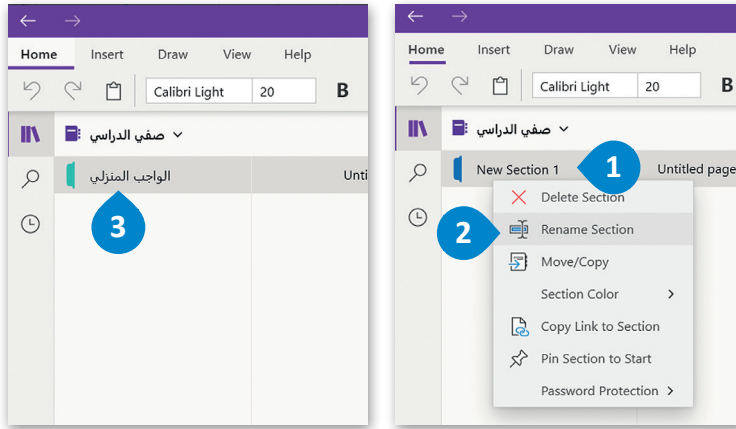 Home Insert Draw View Help
Calibri Light 20 B
صفي الدراسي
الواجب المنزلي
Unti
3
Home Insert Draw View Help
Calibri Light 20 B
صفي الدراسي
New Section 1
Untitled page
1
Delete Section
2
Rename Section
Move/Copy
Section Color
Copy Link to Section
Pin Section to Start
Password Protection